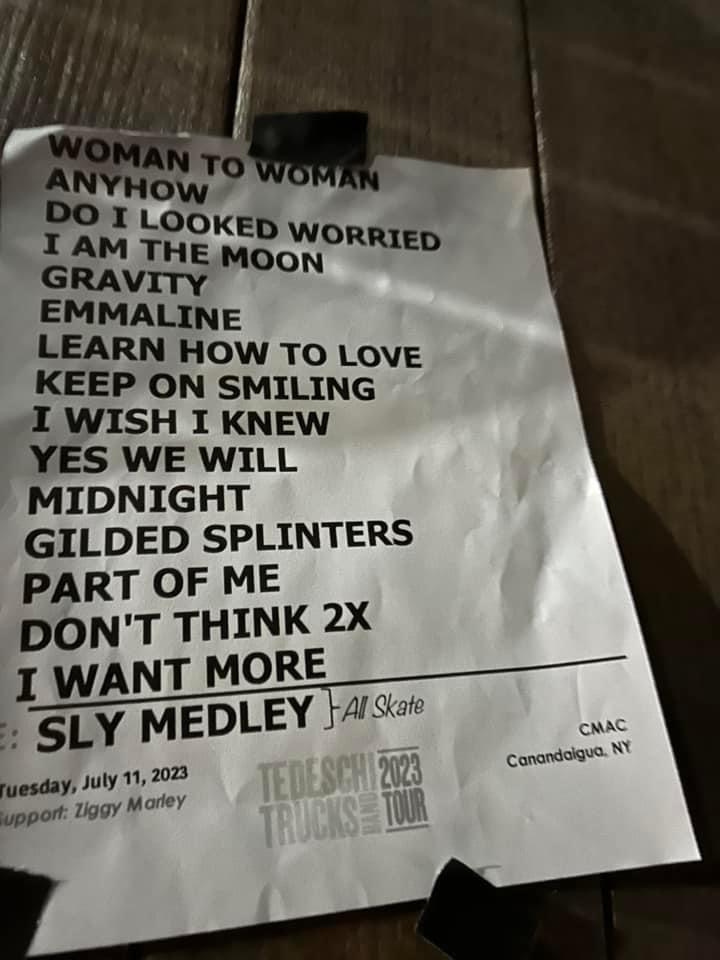 WOMAN TO WOMAN
ANYHOW
DO I LOOKED WORRIED
I AM THE MOON
GRAVITY
EMMALINE
LEARN HOW TO LOVE
KEEP ON SMILING
I WISH I KNEW
YES WE WILL
MIDNIGHT
GILDED SPLINTERS
PART OF ME
DON'T THINK 2X
I WANT MORE
E: SLY MEDLEY } All Skate
Tuesday, July 11, 2023
Support: Ziggy Marley
TEDESCHI
TRUCKS BAND
2023
TOUR
CMAC
Canandaigua, NY